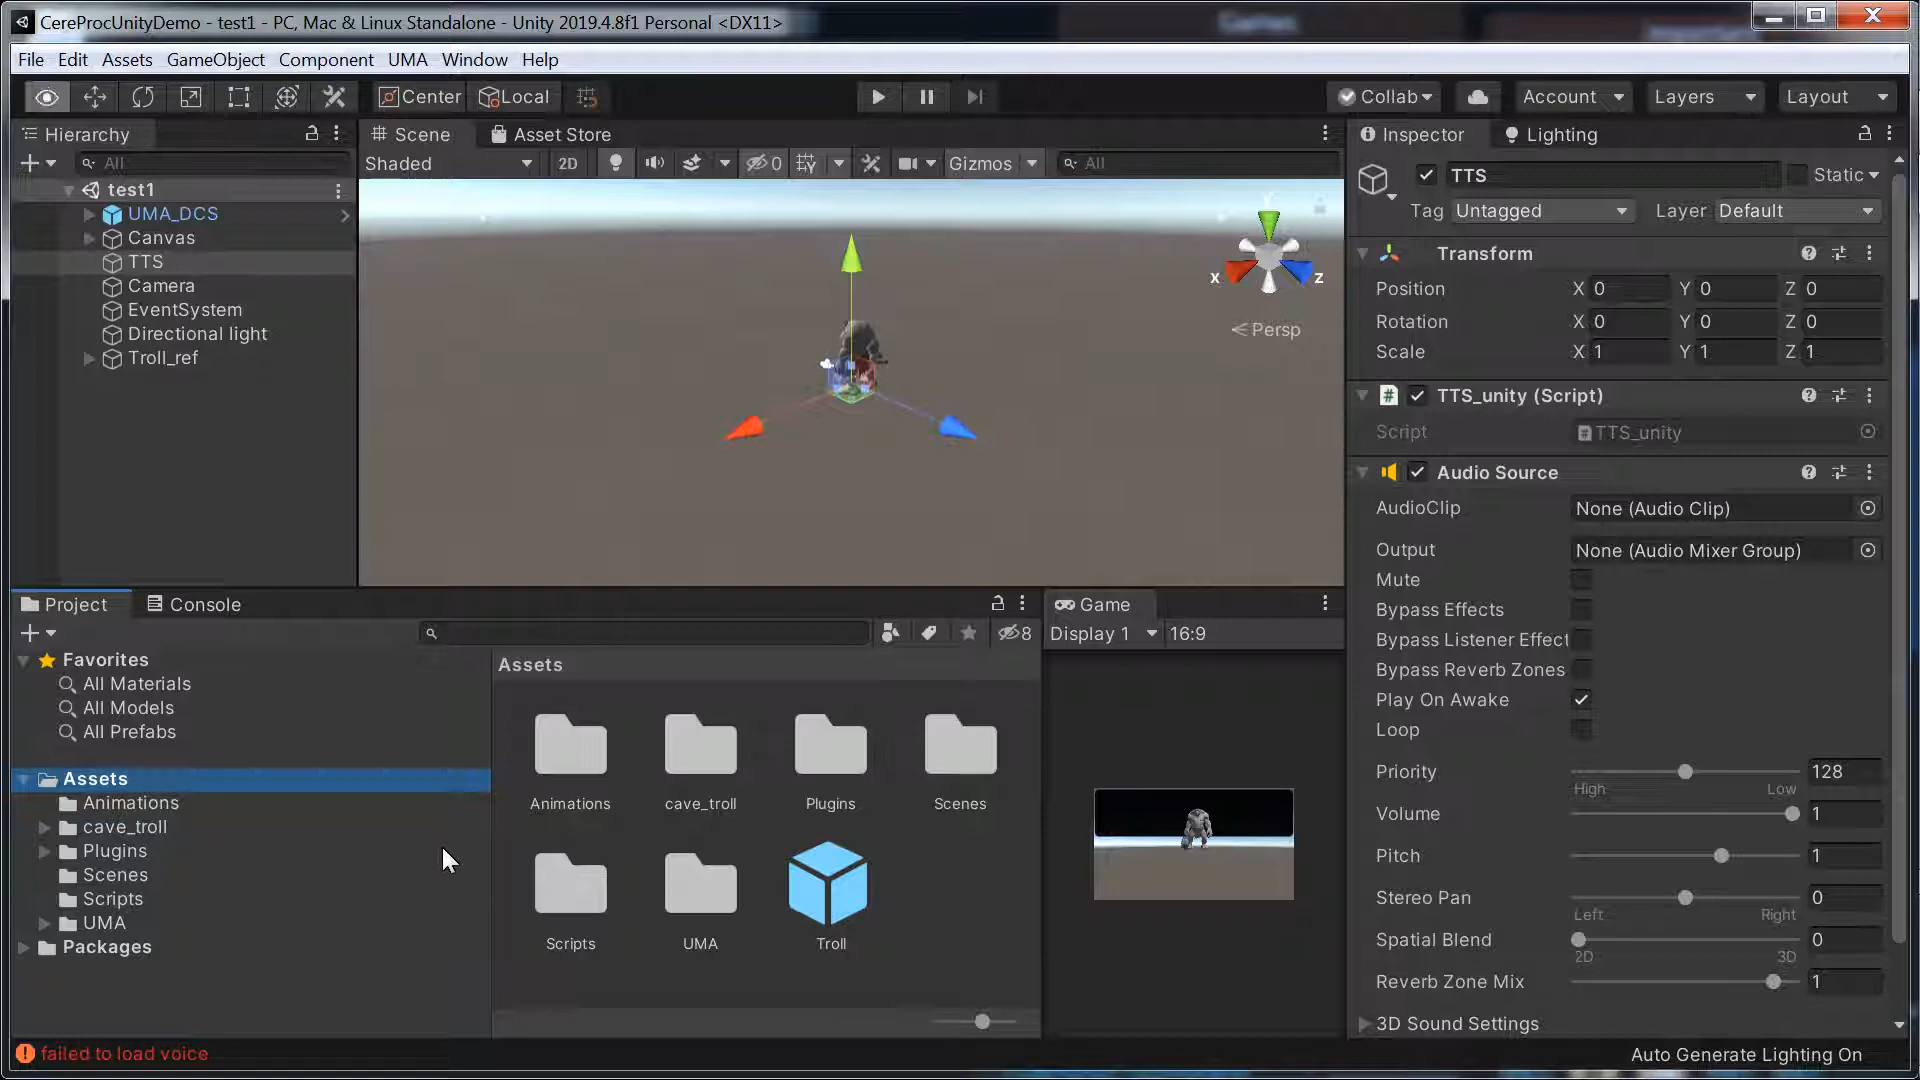 CereProcUnityDemo - test1 - PC, Mac & Linux Standalone - Unity 2019.4.8f1 Personal <DX11>
File Edit Assets GameObject Component UMA Window Help
Center Local Collab Account Layers Layout
Hierarchy
All
test1
UMA_DCS
Canvas
TTS
Camera
EventSystem
Directional light
Troll_ref
Scene Asset Store
Shaded 2D 0 Gizmos All
X Z
Persp
Inspector Lighting
TTS Static
Tag Untagged Layer Default
Transform
Position X 0 Y 0 Z 0
Rotation X 0 Y 0 Z 0
Scale X 1 Y 1 Z 1
# TTS_unity (Script)
Script # TTS_unity
Audio Source
AudioClip None (Audio Clip)
Output None (Audio Mixer Group)
Mute
Bypass Effects
Bypass Listener Effect
Bypass Reverb Zones
Play On Awake
Loop
Priority 128
High Low
Volume 1
Pitch 1
Stereo Pan 0
Left Right
Spatial Blend 0
2D 3D
Reverb Zone Mix 1
3D Sound Settings
Project Console
8
Favorites
All Materials
All Models
All Prefabs
Assets
Animations
cave_troll
Plugins
Scenes
Scripts
UMA
Packages
Assets
Animations cave_troll Plugins Scenes
Scripts UMA Troll
Game
Display 1 16:9
failed to load voice
Auto Generate Lighting On